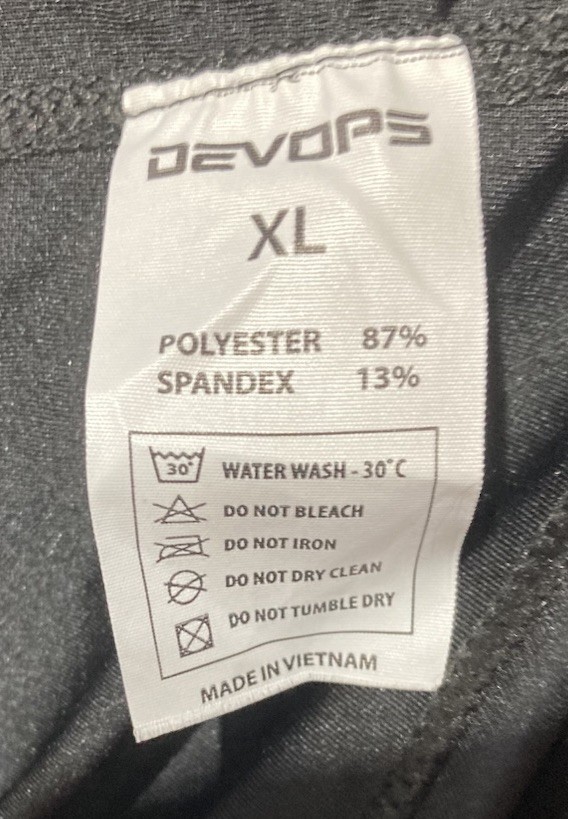 DEVOPS
XL
POLYESTER 87%
SPANDEX 13%
30° WATER WASH - 30°C
DO NOT BLEACH
DO NOT IRON
DO NOT DRY CLEAN
DO NOT TUMBLE DRY
MADE IN VIETNAM